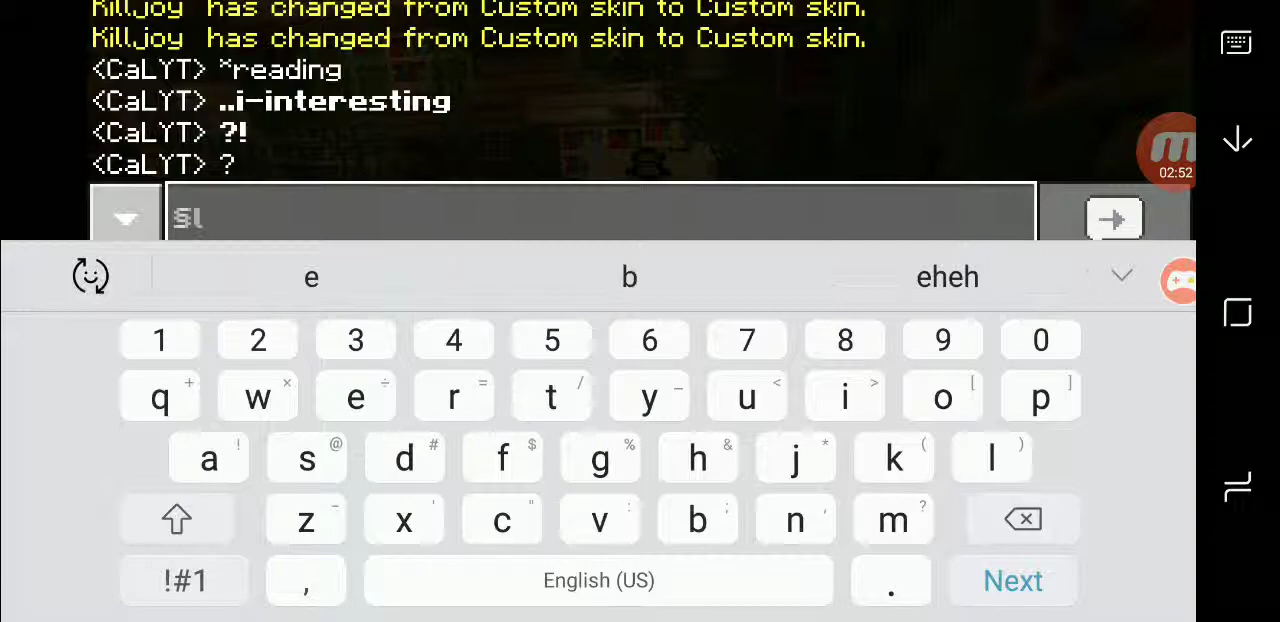 Killjoy has changed from Custom skin to Custom skin.
Killjoy has changed from Custom skin to Custom skin.
<CaLYT> *reading
<CaLYT> ..i-interesting
<CaLYT> ?!
<CaLYT> ?
02:52
§l
e b eheh
1 2 3 4 5 6 7 8 9 0
q + w × e ÷ r = t / y _ u < i > o [ p ]
a ! s @ d # f $ g % h & j * k ( l )
z - x ' c " v : b ; n , m ?
!#1 , English (US) . Next